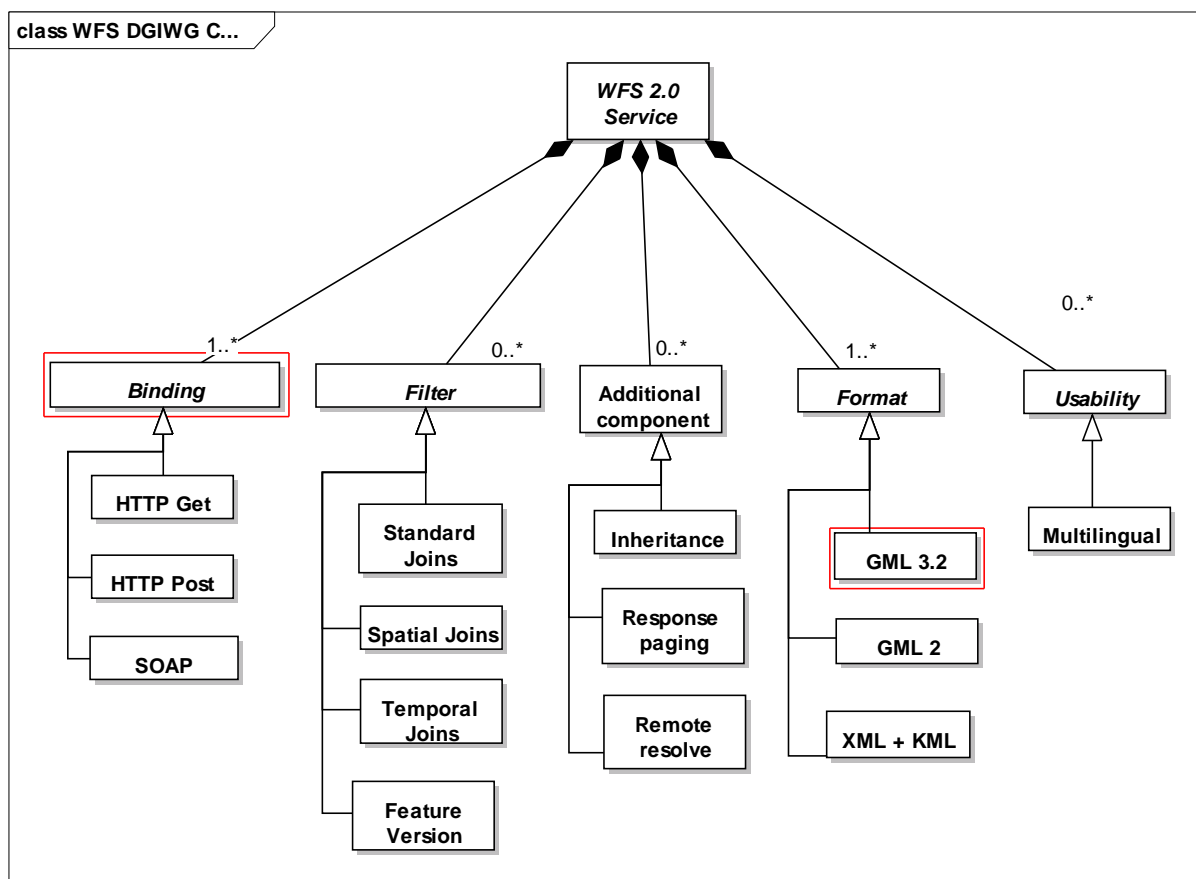 class WFS DGIWG C...
WFS 2.0
Service
0..*
1..*
0..*
0..*
1..*
Binding
Filter
Additional
component
Format
Usability
HTTP Get
Standard
Joins
Inheritance
GML 3.2
Multilingual
HTTP Post
Spatial Joins
Response
paging
GML 2
SOAP
Temporal
Joins
Remote
resolve
XML + KML
Feature
Version